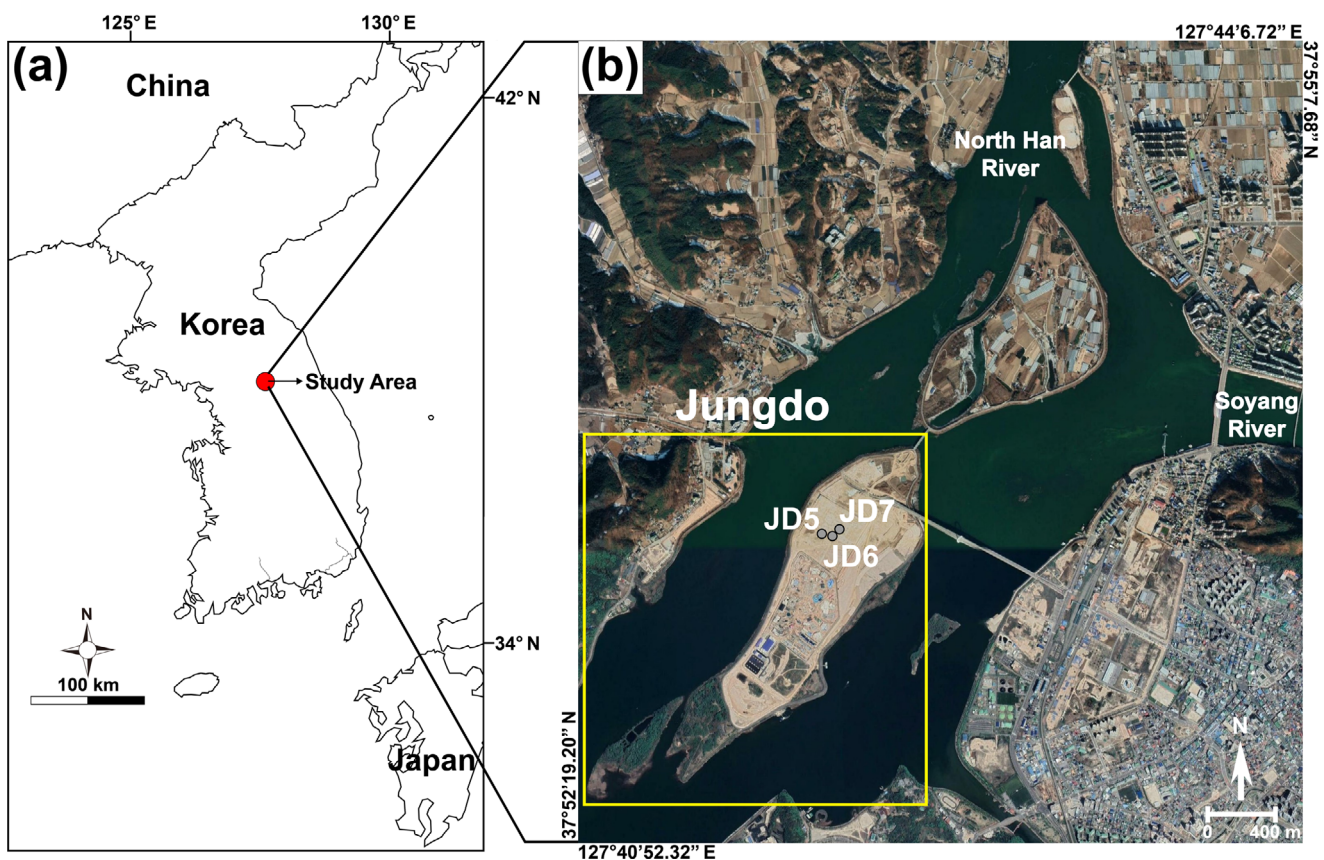 125° E
130° E
(a)
China
42° N
Korea
Study Area
N
100 km
34° N
Japan
127°44’6.72” E
37°55’7.68” N
(b)
North Han
River
Jungdo
Soyang
River
JD5
JD7
JD6
N
0
400 m
37°52’19.20” N
127°40’52.32” E